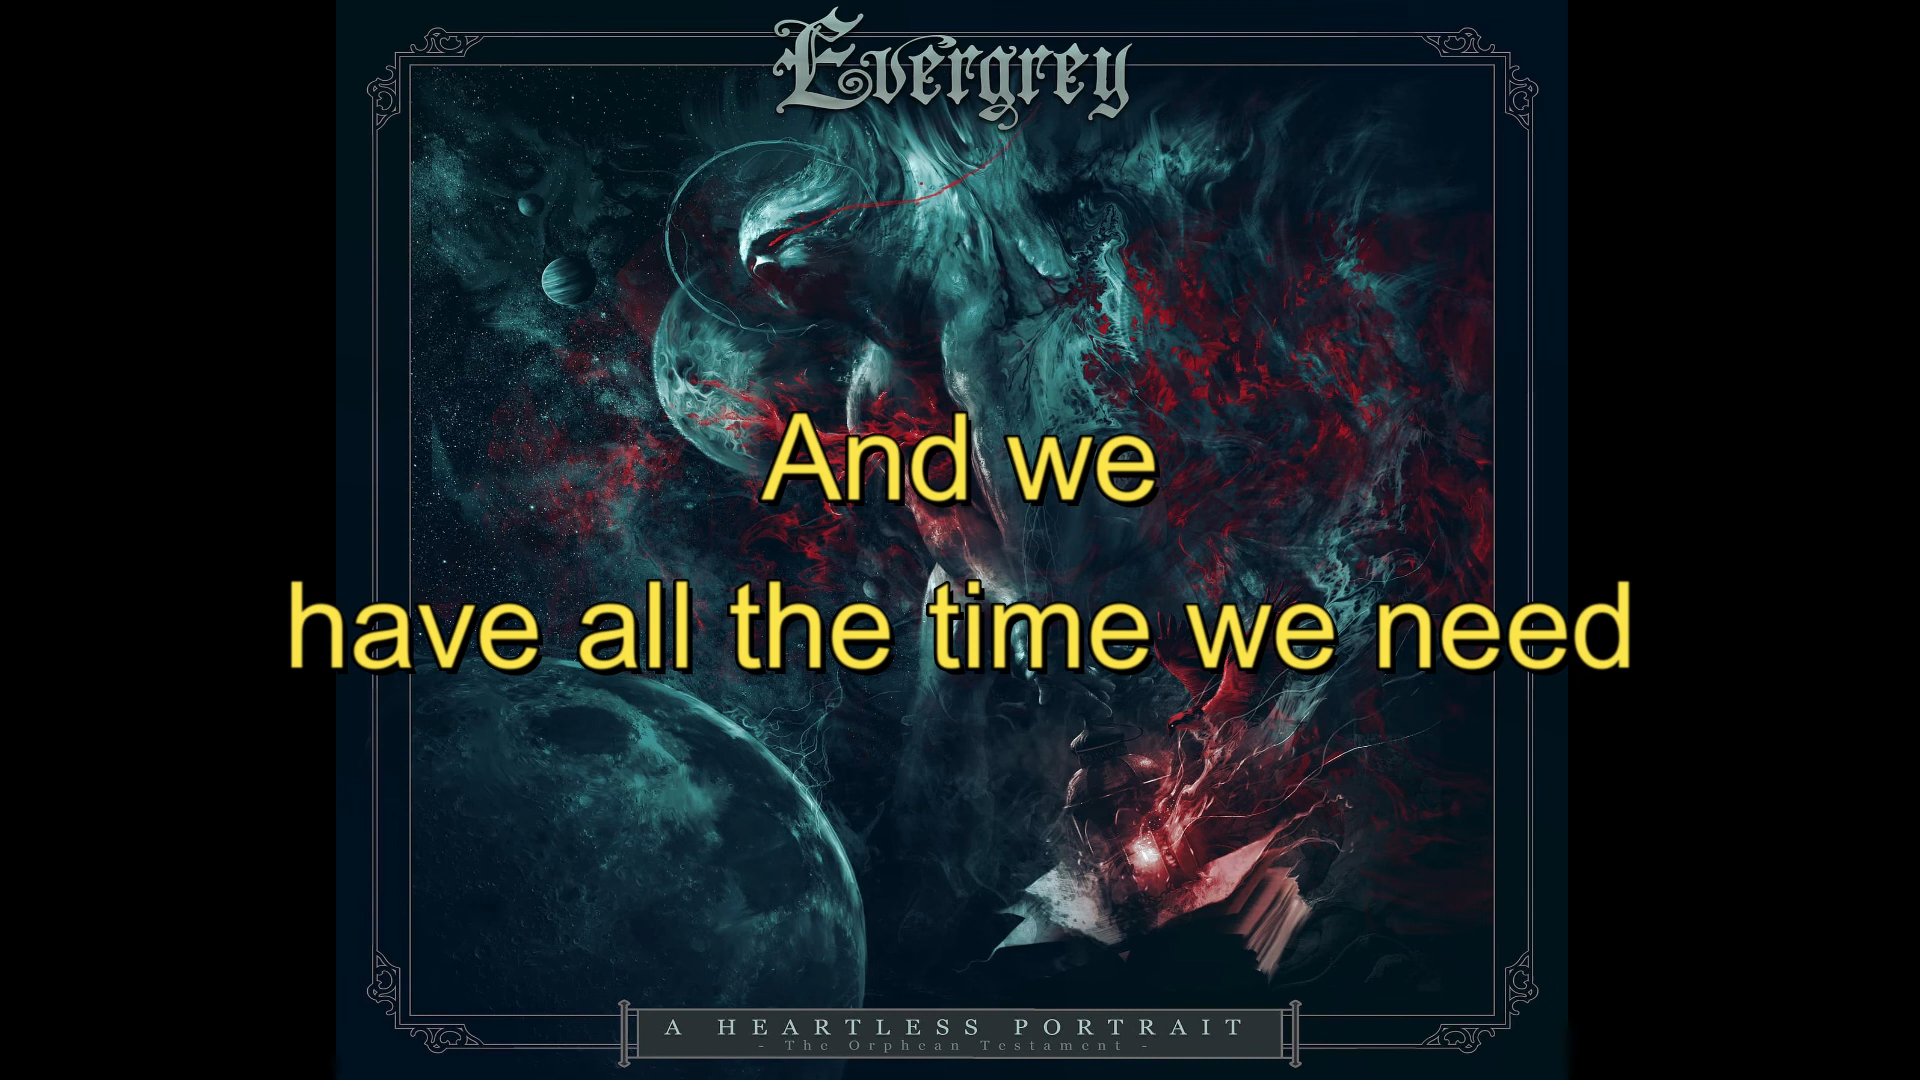 Evergrey
And we
have all the time we need
A HEARTLESS PORTRAIT
- The Orphean Testament -